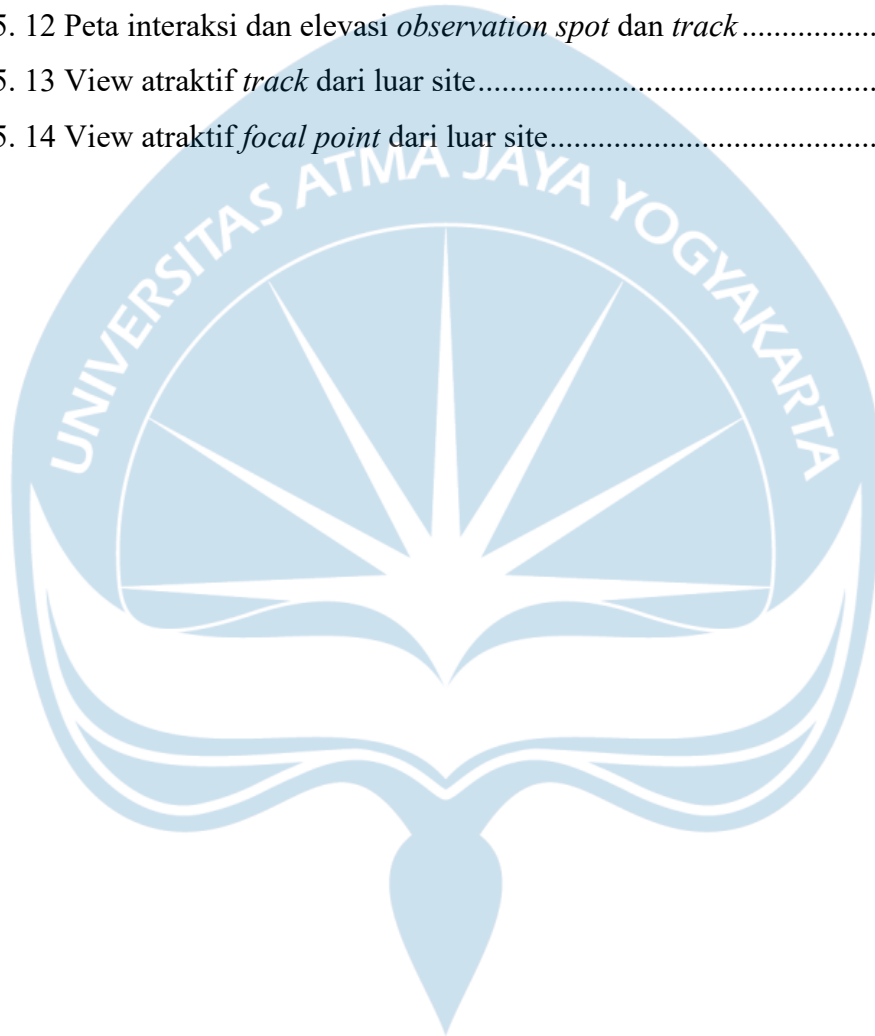 5. 12 Peta interaksi dan elevasi observation spot dan track....................
5. 13 View atraktif track dari luar site............................................................
5. 14 View atraktif focal point dari luar site.................................................
UNIVERSITAS ATMA JAYA YOGYAKARTA